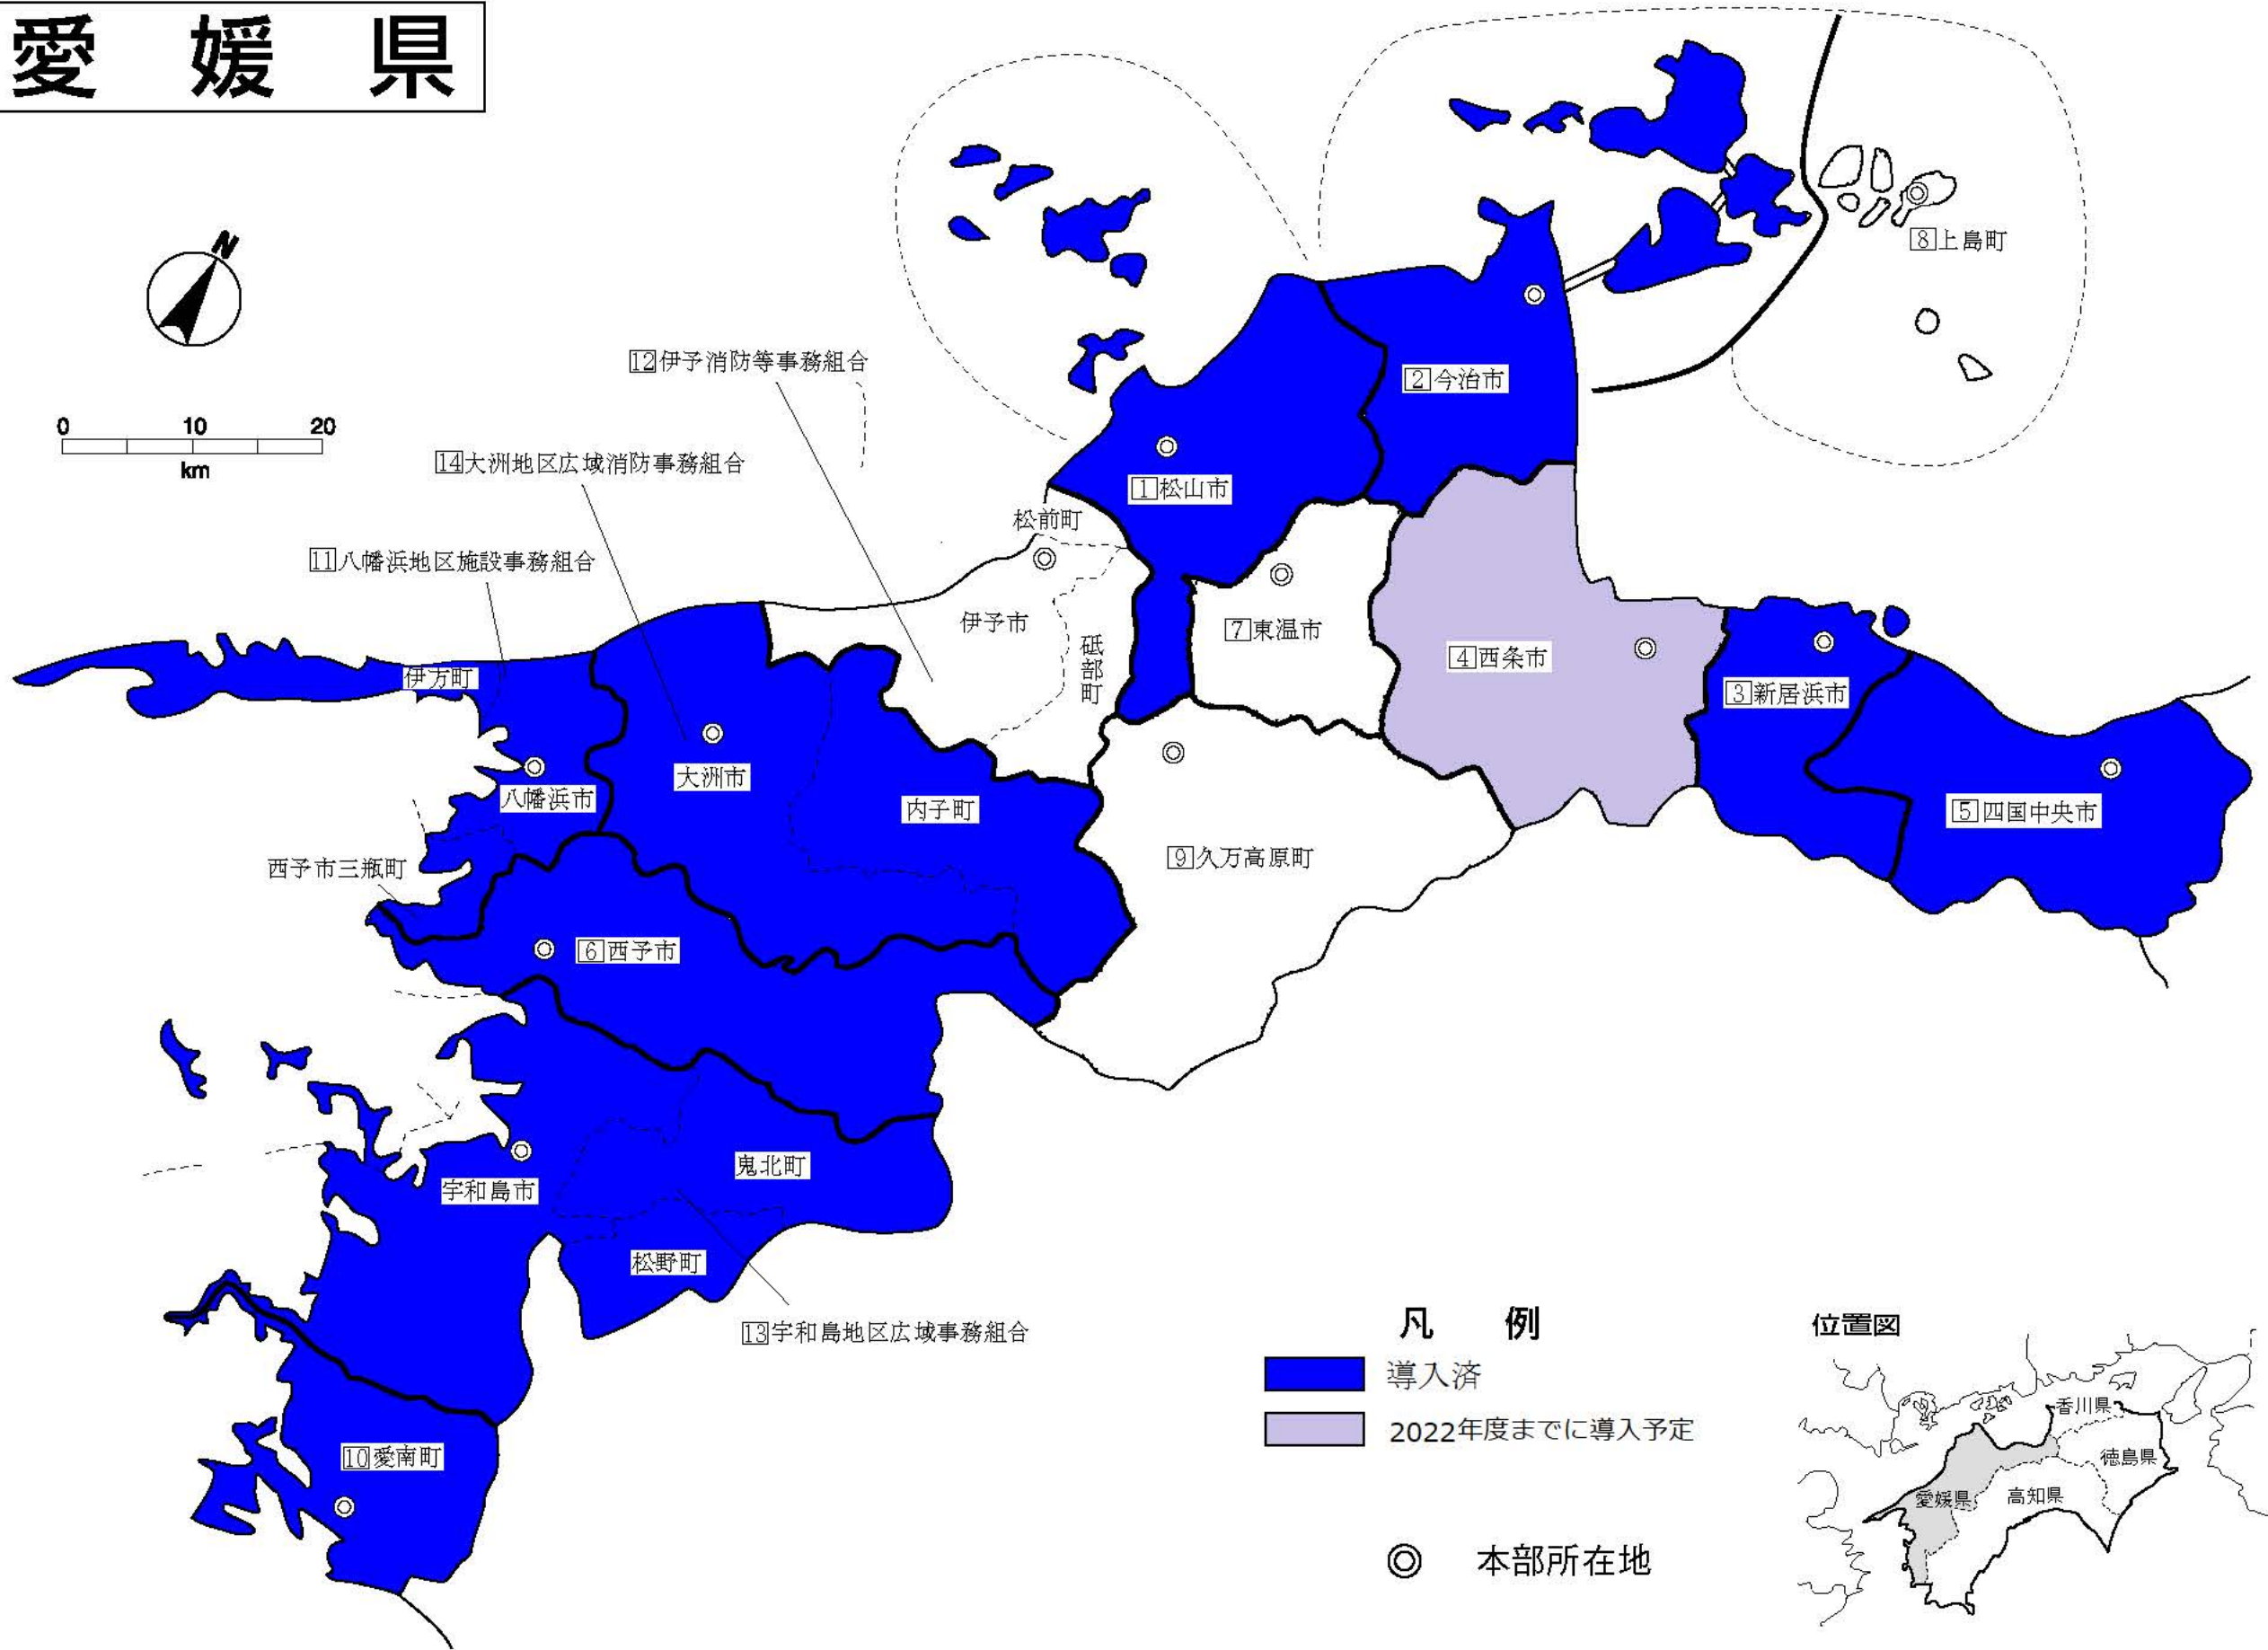 愛媛県
N
0 10 20
km
8上島町
12伊予消防等事務組合
2今治市
14大洲地区広域消防事務組合
1松山市
松前町
11八幡浜地区施設事務組合
伊予市
7東温市
砥部町
4西条市
伊方町
3新居浜市
大洲市
八幡浜市
内子町
5四国中央市
9久万高原町
西予市三瓶町
6西予市
鬼北町
宇和島市
松野町
13宇和島地区広域事務組合
10愛南町
凡例
導入済
2022年度までに導入予定
本部所在地
位置図
香川県
徳島県
愛媛県
高知県